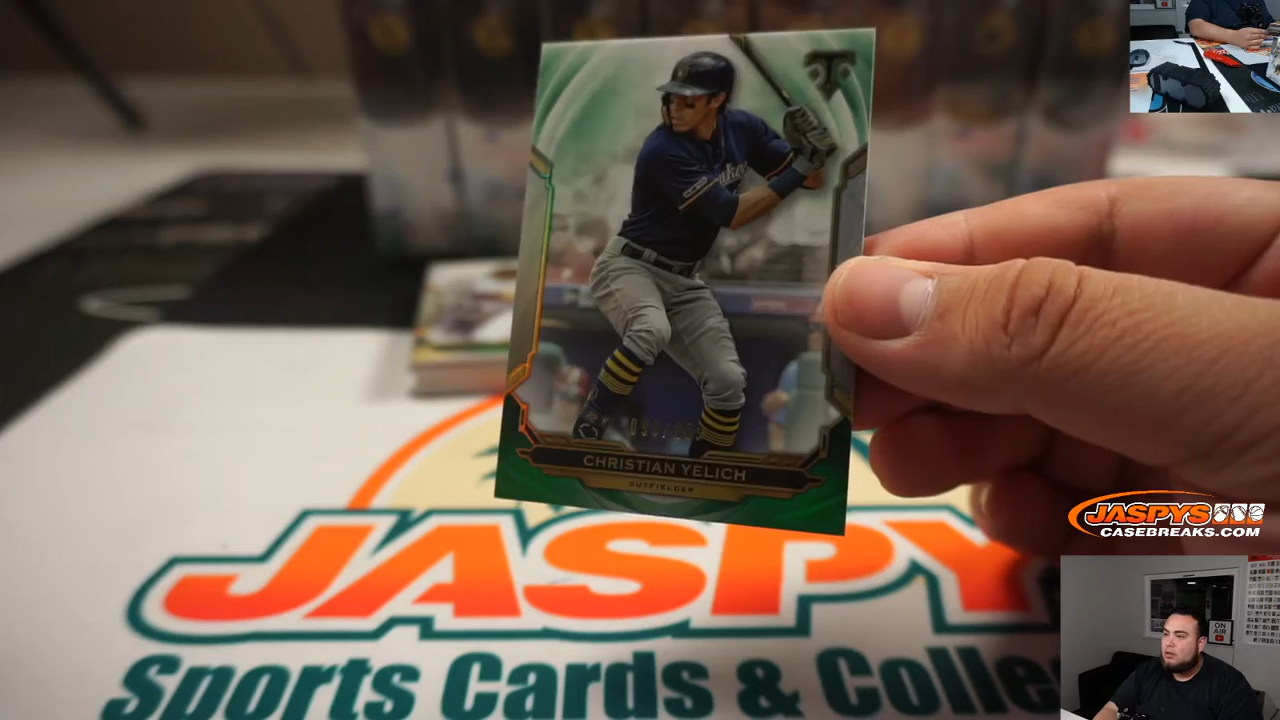 CHRISTIAN YELICH
OUTFIELDER
JASPY
Sports Cards & Colle
JASPYS
CASEBREAKS.COM
ON
AIR